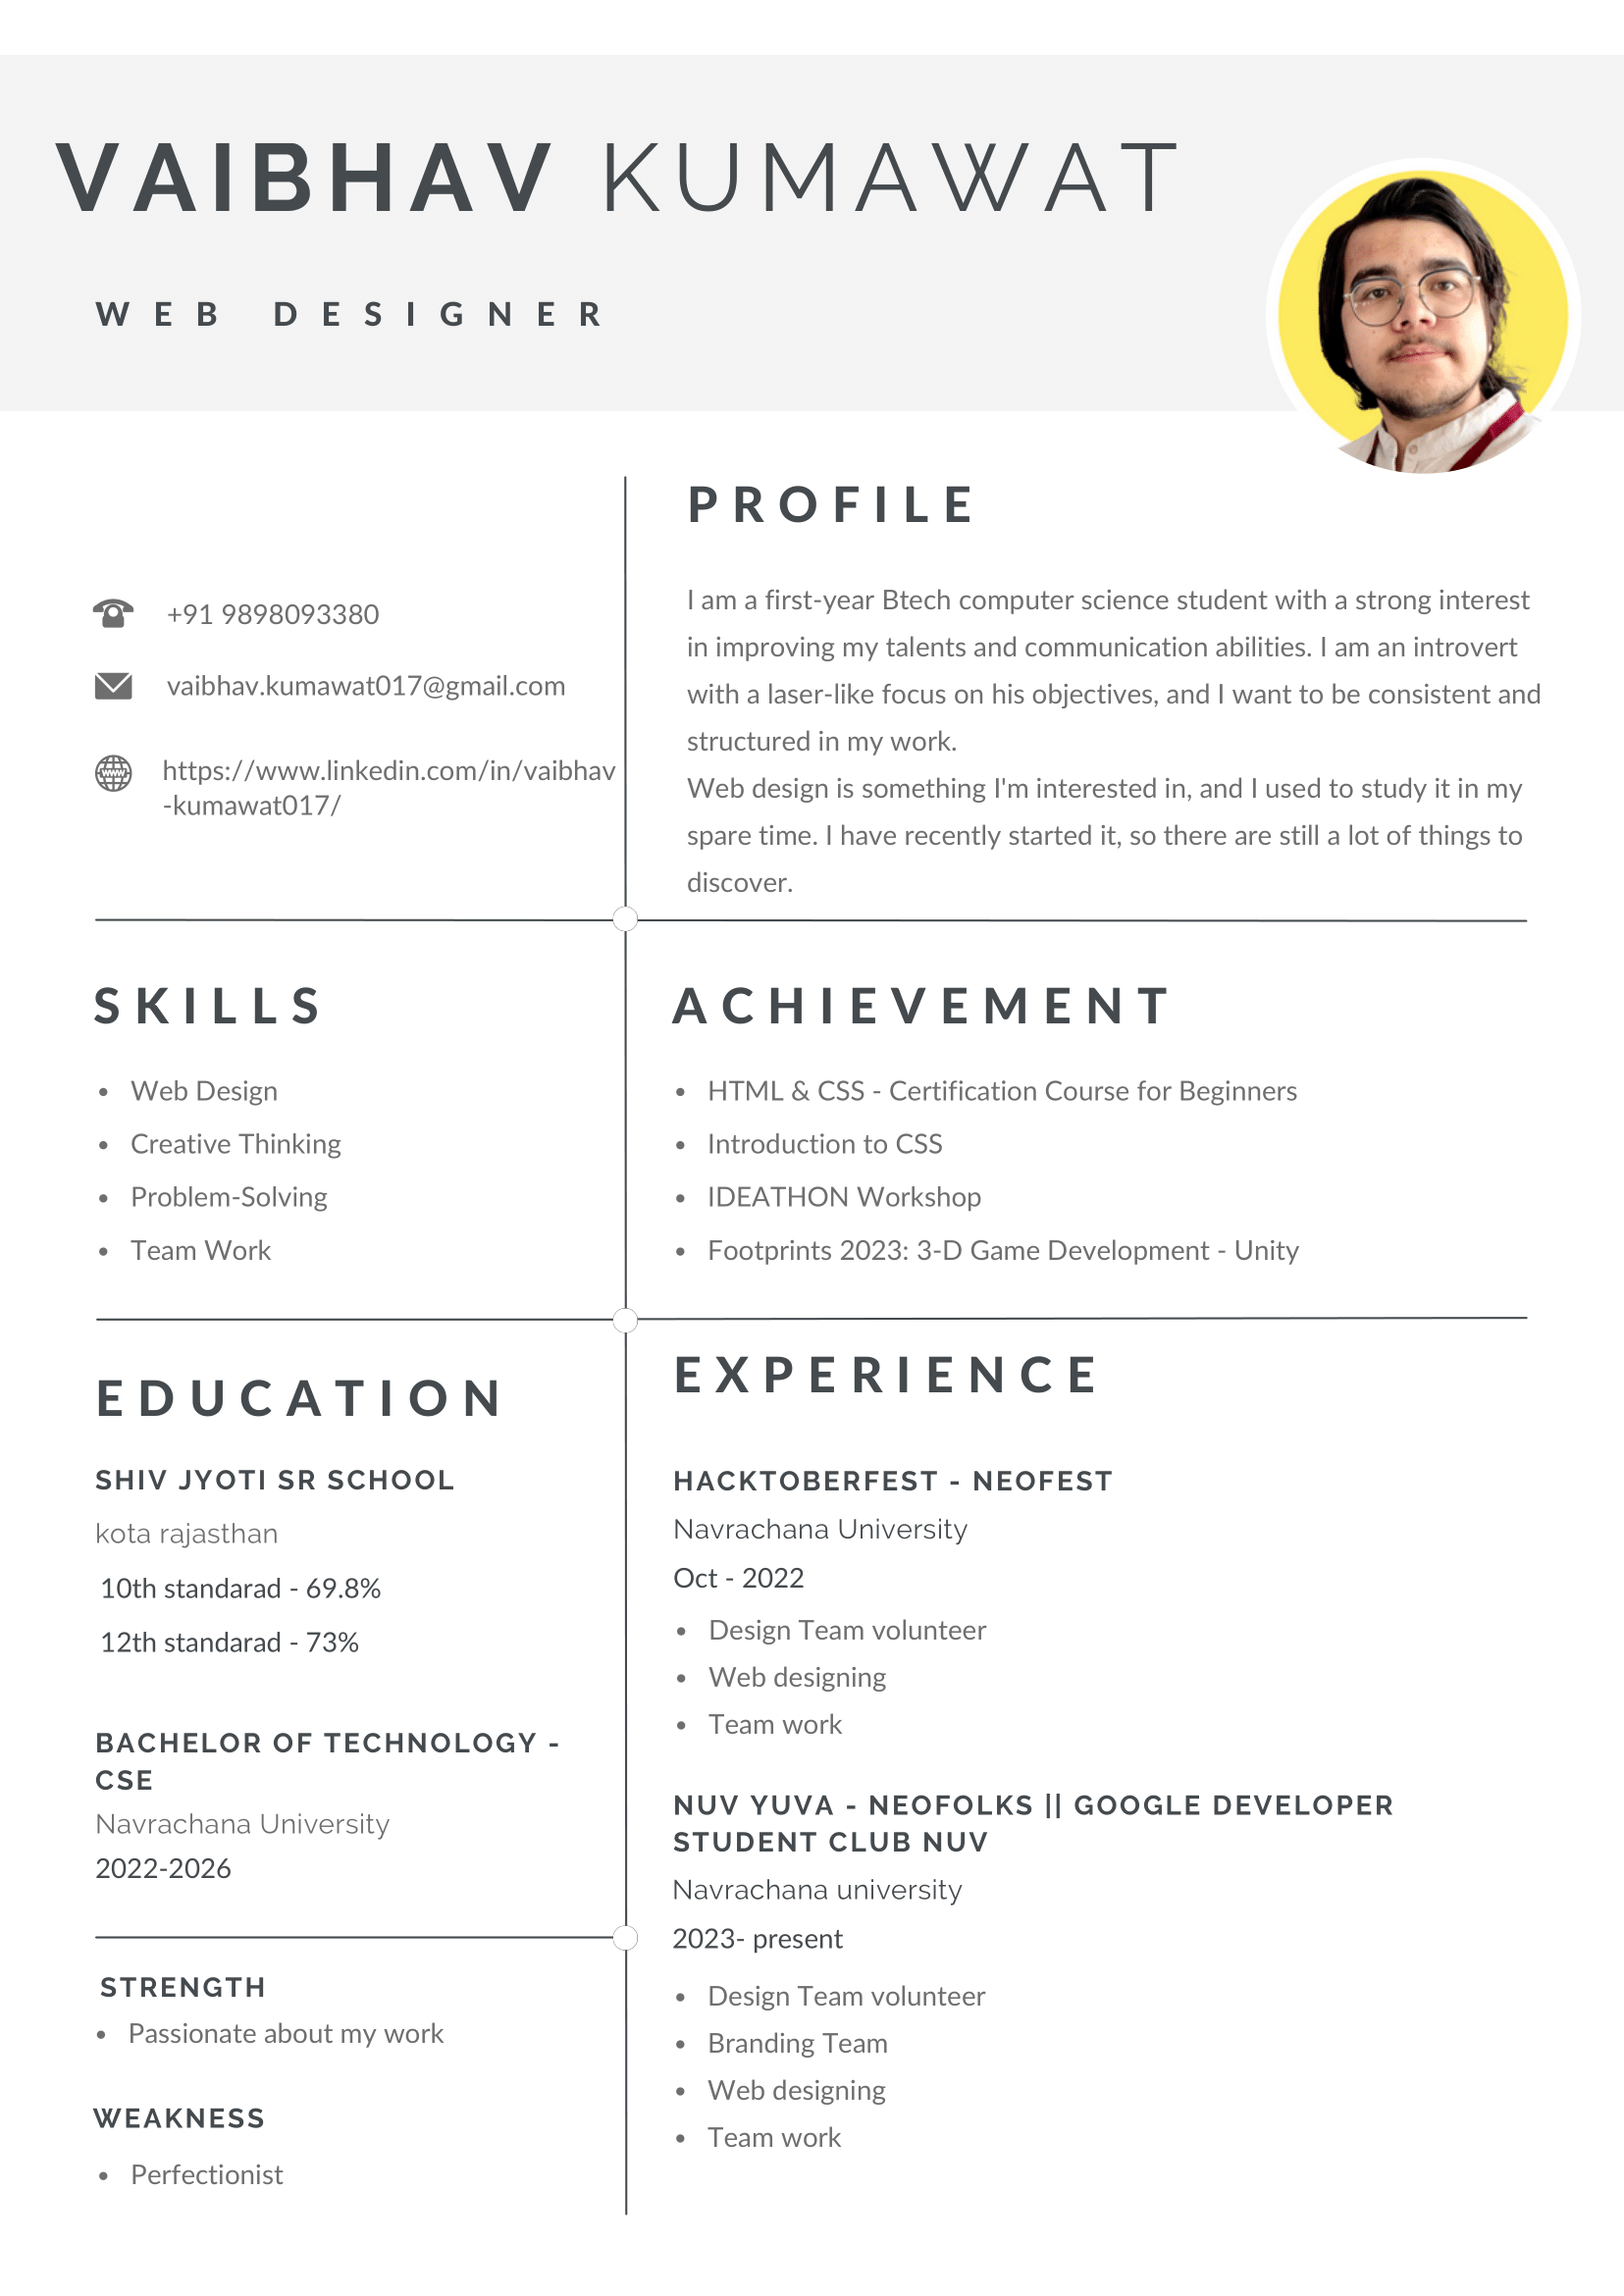 VAIBHAV KUMAWAT
WEB DESIGNER
+91 9898093380
vaibhav.kumawat017@gmail.com
www
https://www.linkedin.com/in/vaibhav
-kumawat017/
PROFILE
I am a first-year Btech computer science student with a strong interest
in improving my talents and communication abilities. I am an introvert
with a laser-like focus on his objectives, and I want to be consistent and
structured in my work.
Web design is something I'm interested in, and I used to study it in my
spare time. I have recently started it, so there are still a lot of things to
discover.
SKILLS
• Web Design
• Creative Thinking
• Problem-Solving
• Team Work
ACHIEVEMENT
• HTML & CSS - Certification Course for Beginners
• Introduction to CSS
• IDEATHON Workshop
• Footprints 2023: 3-D Game Development - Unity
EDUCATION
SHIV JYOTI SR SCHOOL
kota rajasthan
10th standarad - 69.8%
12th standarad - 73%
BACHELOR OF TECHNOLOGY -
CSE
Navrachana University
2022-2026
STRENGTH
• Passionate about my work
WEAKNESS
• Perfectionist
EXPERIENCE
HACKTOBERFEST - NEOFEST
Navrachana University
Oct - 2022
• Design Team volunteer
• Web designing
• Team work
NUV YUVA - NEOFOLKS || GOOGLE DEVELOPER
STUDENT CLUB NUV
Navrachana university
2023- present
• Design Team volunteer
• Branding Team
• Web designing
• Team work